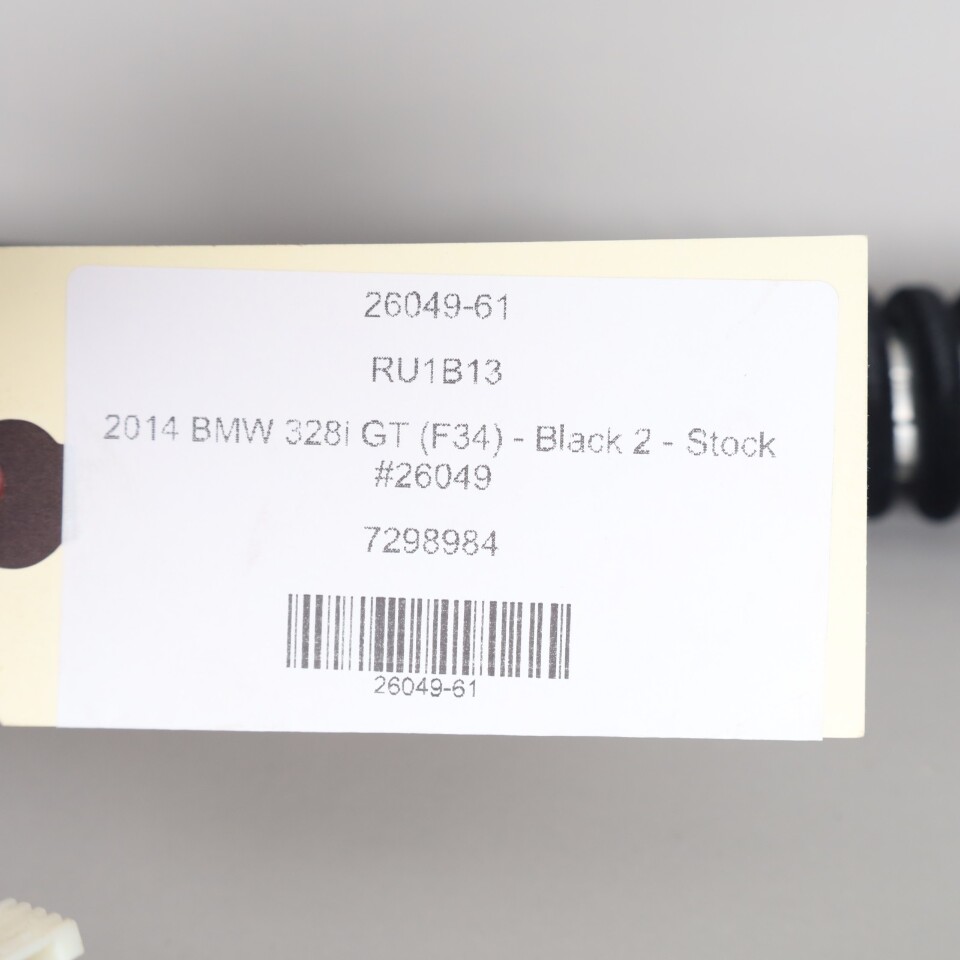 26049-61
RU1B13
2014 BMW 328i GT (F34) - Black 2 - Stock
#26049
7298984
26049-61